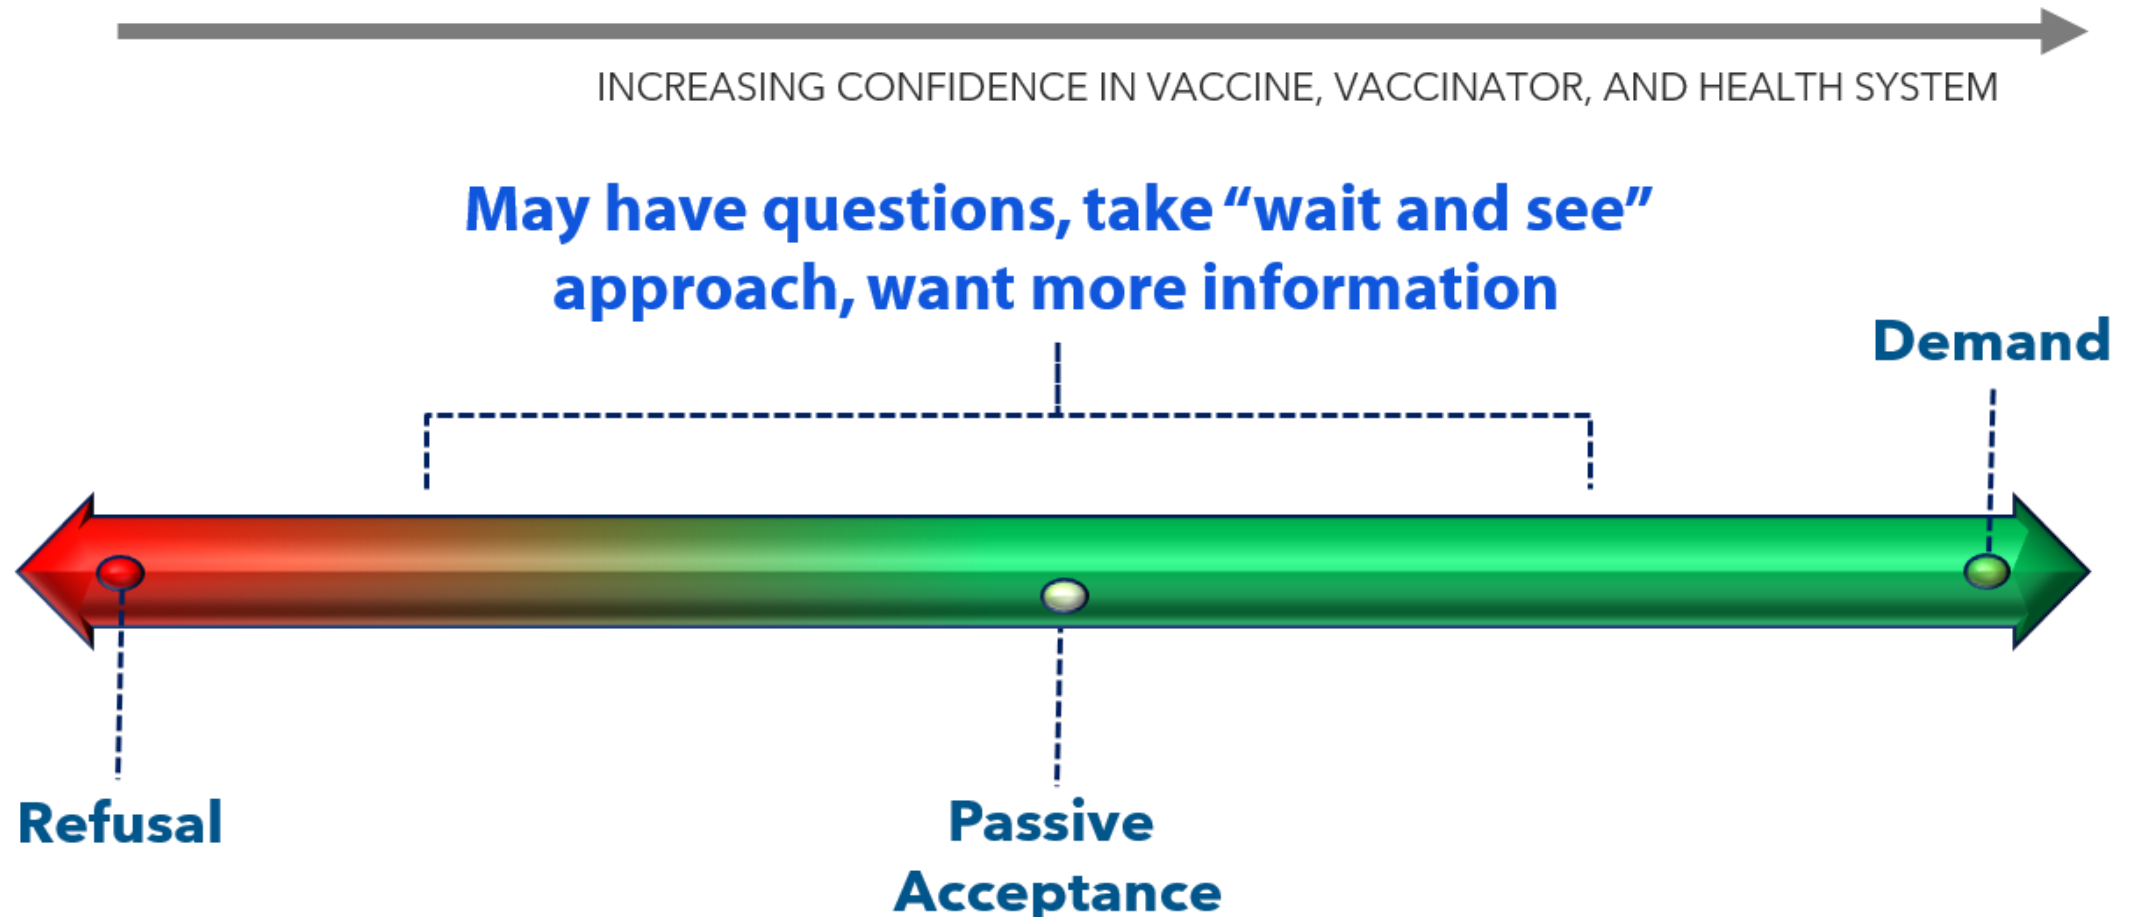 INCREASING CONFIDENCE IN VACCINE, VACCINATOR, AND HEALTH SYSTEM
May have questions, take “wait and see”
approach, want more information
Demand
Refusal
Passive
Acceptance